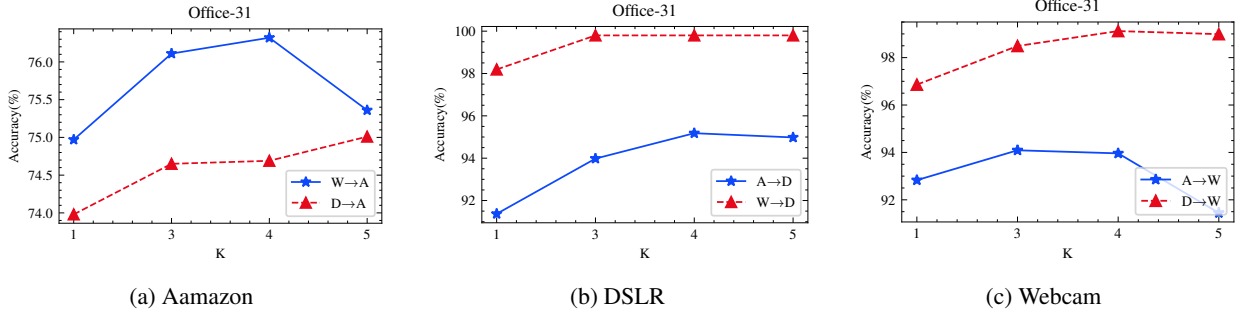 Office-31
Accuracy(%)
76.0
75.5
75.0
74.5
74.0
1
3
4
5
K
W→A
D→A
(a) Aamazon
Office-31
Accuracy(%)
100
98
96
94
92
1
3
4
5
K
A→D
W→D
(b) DSLR
Office-31
Accuracy(%)
98
96
94
92
1
3
4
5
K
A→W
D→W
(c) Webcam